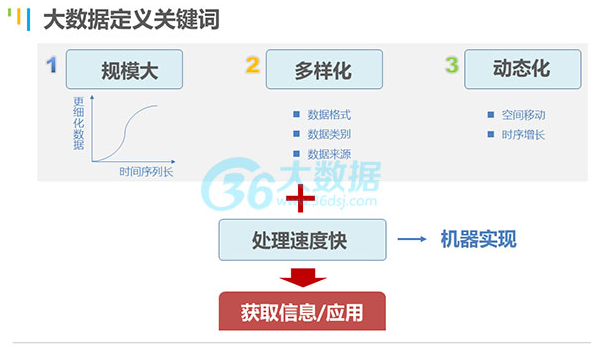 大数据定义关键词
1 规模大
2 多样化
3 动态化
更细化数据
时间序列长
数据格式
数据类别
数据来源
空间移动
时序增长
36大数据
www.36dsj.com
+
处理速度快
机器实现
获取信息/应用